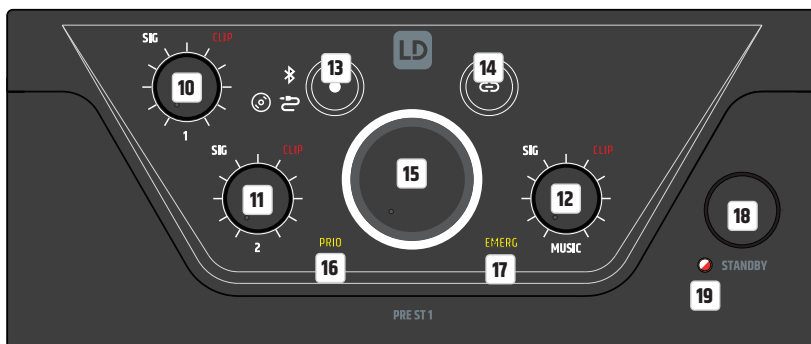 SIG CLIP
10
1
13
LD
14
SIG CLIP
11
2
15
SIG CLIP
12
MUSIC
PRIO
16
EMERG
17
18
STANDBY
19
PRE ST 1